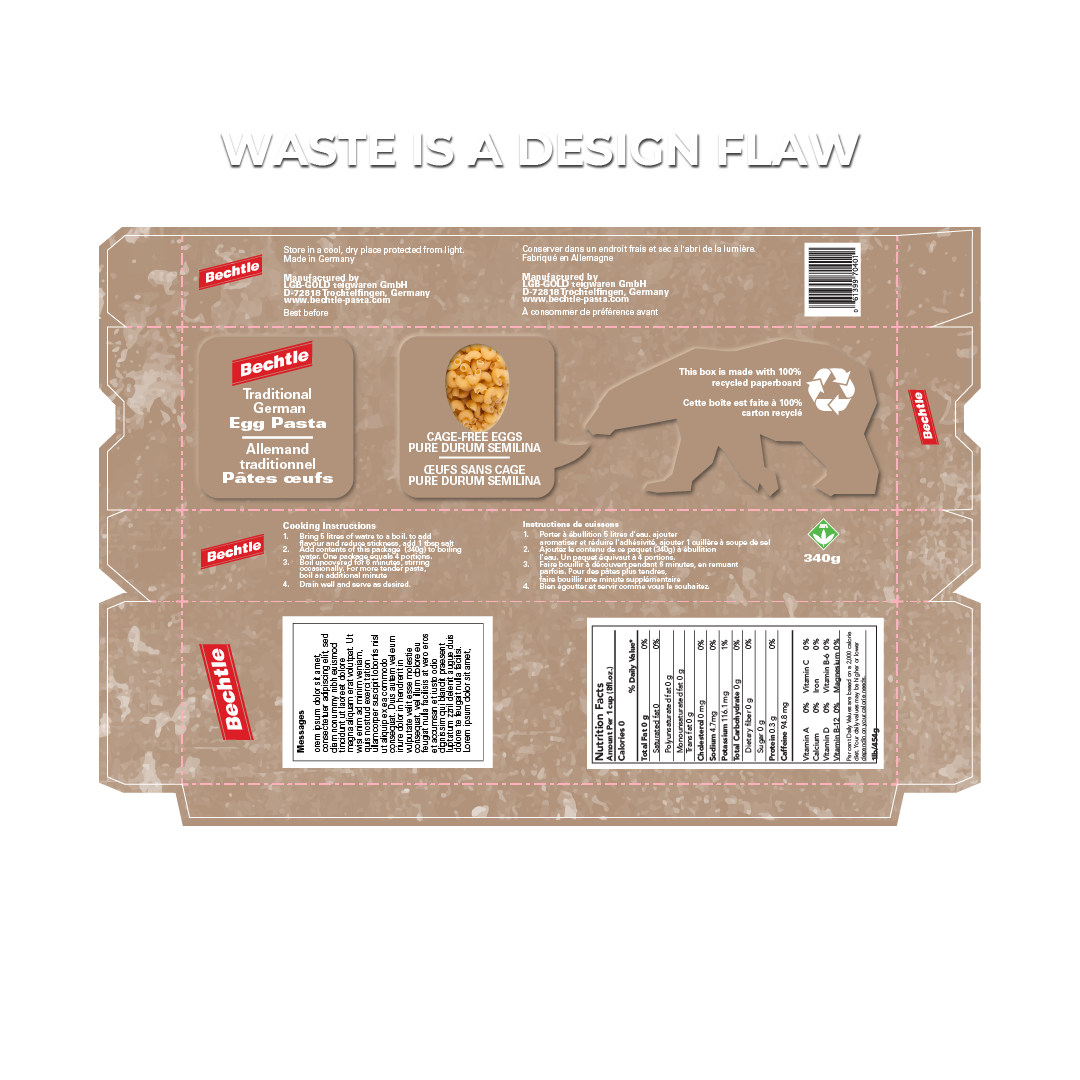 WASTE IS A DESIGN FLAW
Bechtle
Store in a cool, dry place protected from light.
Made in Germany
Manufactured by
LGB-GOLD teigwaren GmbH
D-72818 Trochtelfingen, Germany
www.bechtle-pasta.com
Best before
Conserver dans un endroit frais et sec à l'abri de la lumière.
Fabriqué en Allemagne
Manufactured by
LGB-GOLD teigwaren GmbH
D-72818 Trochtelfingen, Germany
www.bechtle-pasta.com
À consommer de préférence avant
0 61399 70401
Bechtle
Traditional
German
Egg Pasta
Allemand
traditionnel
Pâtes œufs
CAGE-FREE EGGS
PURE DURUM SEMILINA
ŒUFS SANS CAGE
PURE DURUM SEMILINA
This box is made with 100%
recycled paperboard
Cette boîte est faite à 100%
carton recyclé
Bechtle
Bechtle
Cooking Instructions
1. Bring 5 litres of watre to a boil. to add
flavour and reduce stickness, add 1 tbsp salt
2. Add contents of this package (340g) to boiling
water. One package equals 4 portions.
3. Boil uncovered for 6 minutes, stirring
occasionally. For more tender pasta,
boil an additional minute
4. Drain well and serve as desired.
Instructions de cuissons
1. Porter à ébullition 5 litres d'eau. ajouter
aromatiser et réduire l'adhésivité, ajouter 1 cuillère à soupe de sel
2. Ajoutez le contenu de ce paquet (340g) à ébullition
l'eau. Un paquet équivaut à 4 portions.
3. Faire bouillir à découvert pendant 6 minutes, en remuant
parfois. Pour des pâtes plus tendres,
faire bouillir une minute supplémentaire
4. Bien égoutter et servir comme vous le souhaitez.
340g
Bechtle
Messages
orem ipsum dolor sit amet,
consectetuer adipiscing elit, sed
diam nonummy nibh euismod
tincidunt ut laoreet dolore
magna aliquam erat volutpat. Ut
wisi enim ad minim veniam,
quis nostrud exerci tation
ullamcorper suscipit lobortis nisl
ut aliquip ex ea commodo
consequat. Duis autem vel eum
iriure dolor in hendrerit in
vulputate velit esse molestie
consequat, vel illum dolore eu
feugiat nulla facilisis at vero eros
et accumsan et iusto odio
dignissim qui blandit praesent
luptatum zzril delenit augue duis
dolore te feugait nulla facilisi.
Lorem ipsum dolor sit amet,
Nutrition Facts
Amount Per 1 cup (8fl.oz.)
Calories 0
% Daily Value*
Total Fat 0 g 0%
Saturated fat 0 0%
Polyunsaturated fat 0 g
Monounsaturated fat 0 g
Trans fat 0 g
Cholesterol 0 mg 0%
Sodium 4.7mg 0%
Potassium 116.1 mg 1%
Total Carbohydrate 0 g 0%
Dietary fiber 0 g 0%
Sugar 0 g
Protein 0.3 g 0%
Caffeine 94.8 mg
Vitamin A 0% Vitamin C 0%
Calcium 0% Iron 0%
Vitamin D 0% Vitamin B-6 0%
Vitamin B-12 0% Magnesium 0%
Per cent Daily Values are based on a 2,000 calorie
diet. Your daily values may be higher or lower
depending on your calorie needs.
1lb/454g